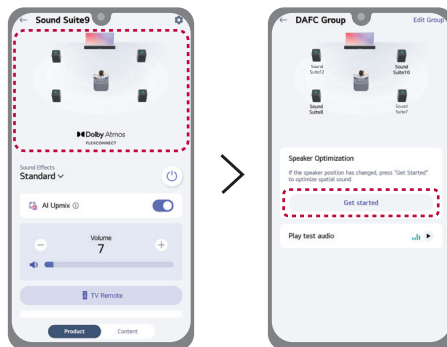 Sound Suite9
Dolby Atmos
FLEXCONNECT
Sound Effects
Standard
AI Upmix
Volume
7
TV Remote
Product
Content
DAFC Group
Edit Group
Sound
Suite12
Sound
Suite10
Sound
Suite8
Sound
Suite7
Speaker Optimization
If the speaker position has changed, press "Get Started"
to optimize spatial sound.
Get started
Play test audio